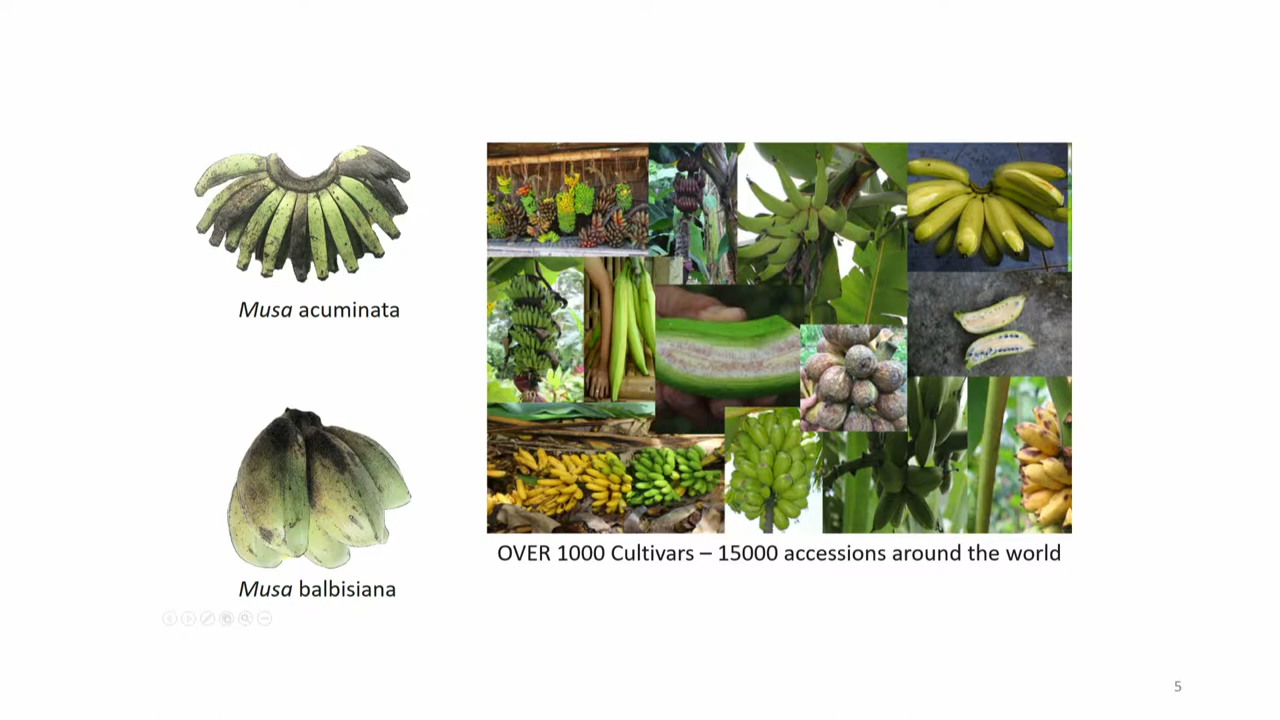 Musa acuminata
OVER 1000 Cultivars – 15000 accessions around the world
Musa balbisiana
5